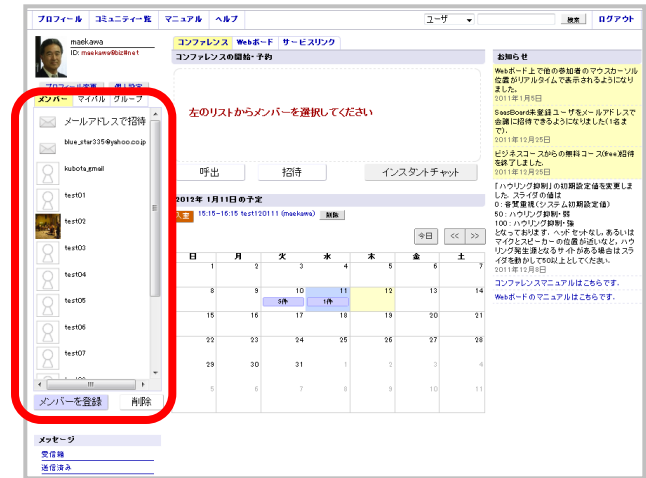 プロフィール コミュニティ一覧 マニュアル ヘルプ
ユーザ
検索 ログアウト
maekawa
ID: maekawa@biz#net
プロフィール変更 個人設定
メンバー マイパル グループ
メールアドレスで招待
blue_star335@yahoo.co.jp
kubota_gmail
test01
test02
test03
test04
test05
test06
test07
メンバーを登録 削除
メッセージ
受信箱
送信済み
コンファレンス Webボード サービスリンク
コンファレンスの開始・予約
左のリストからメンバーを選択してください
呼出 招待 インスタントチャット
2012年 1月11日の予定
入室 15:15-16:15 test120111 (maekawa) 削除
今日 << >>
日 月 火 水 木 金 土
1 2 3 4 5 6 7
8 9 10 11 12 13 14
3件 1件
15 16 17 18 19 20 21
22 23 24 25 26 27 28
29 30 31 1 2 3 4
5 6 7 8 9 10 11
お知らせ
Webボード上で他の参加者のマウスカーソル
位置がリアルタイムで表示されるようになり
ました。
2011年1月5日
SaasBoard未登録ユーザをメールアドレスで
会議に招待できるようになりました(1名ま
で)。
2011年12月25日
ビジネスコースからの無料コース(free)招待
を終了しました。
2011年12月25日
「ハウリング抑制」の初期設定値を変更しま
した。スライダの値は
0: 音質重視(システム初期設定値)
50: ハウリング抑制・弱
100: ハウリング抑制・強
となっております。ヘッドセットなし、あるいは
マイクとスピーカーの位置が近いなど、ハウ
リング発生源となるサイトがある場合はスラ
イダを動かして50以上としてください。
2011年12月8日
コンファレンスマニュアルはこちらです.
Webボードのマニュアルはこちらです.